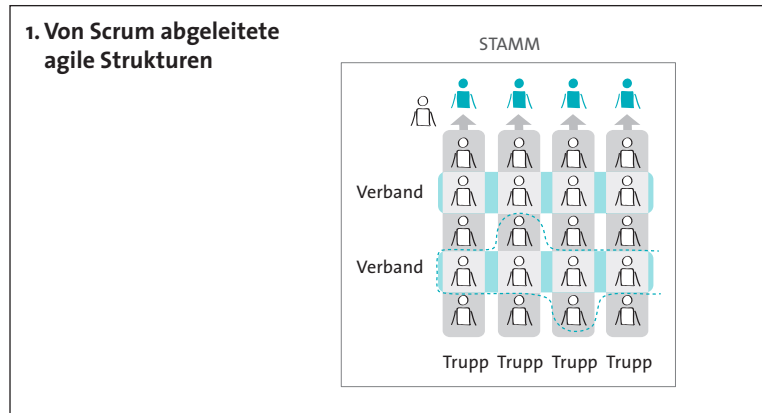 1. Von Scrum abgeleitete
agile Strukturen
STAMM
Verband
Verband
Trupp Trupp Trupp Trupp